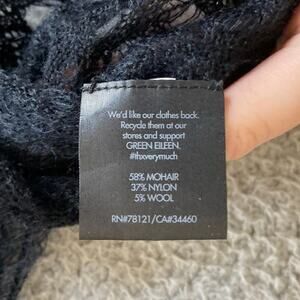 We'd like our clothes back.
Recycle them at our
stores and support
GREEN EILEEN.
#thxverymuch
58% MOHAIR
37% NYLON
5% WOOL
RN#78121/CA#34460